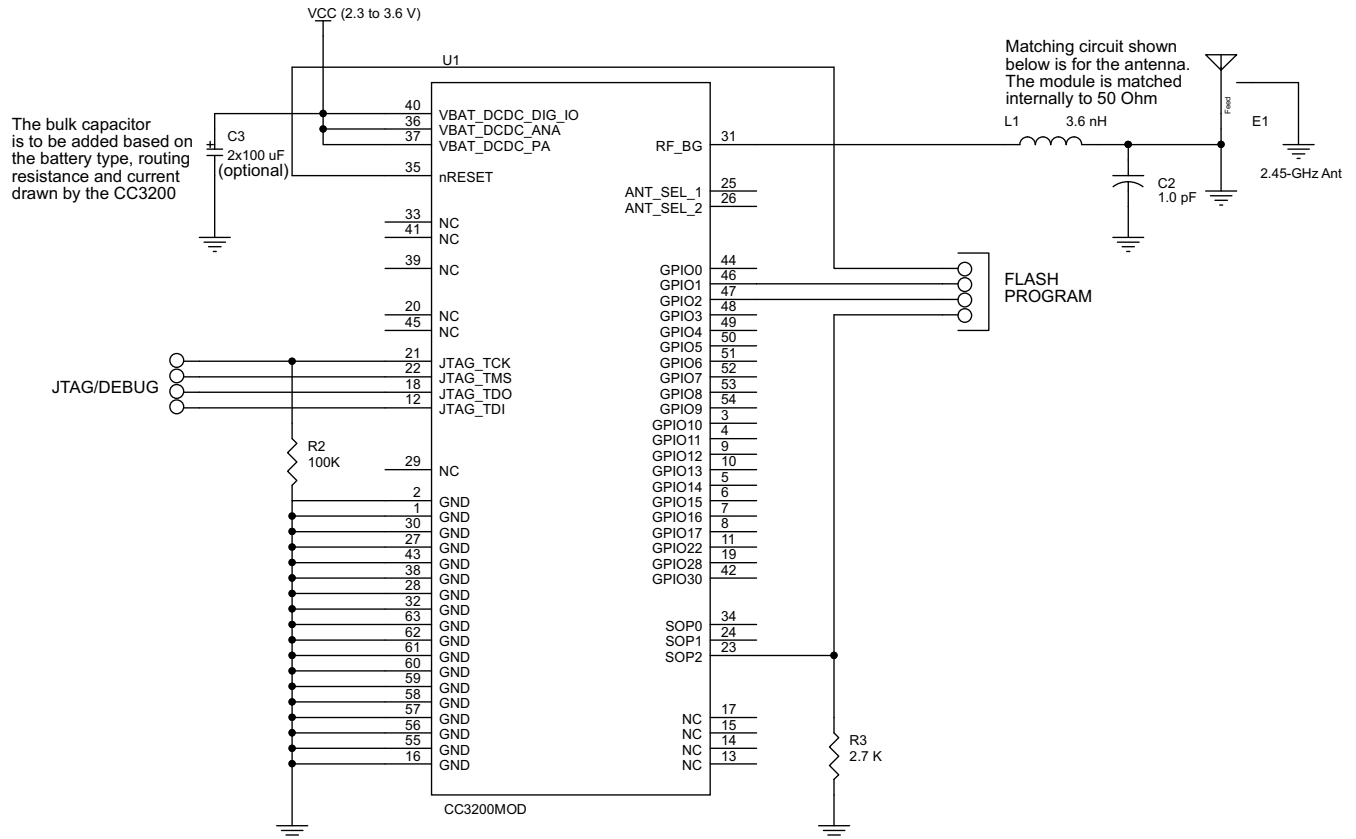 VCC (2.3 to 3.6 V)
U1
The bulk capacitor
is to be added based on
the battery type, routing
resistance and current
drawn by the CC3200
+
C3
2x100 uF
(optional)
40
VBAT_DCDC_DIG_IO
36
VBAT_DCDC_ANA
37
VBAT_DCDC_PA
35
nRESET
33
NC
41
NC
39
NC
20
NC
45
NC
JTAG/DEBUG
21
JTAG_TCK
22
JTAG_TMS
18
JTAG_TDO
12
JTAG_TDI
R2
100K
29
NC
2
GND
1
GND
30
GND
27
GND
43
GND
38
GND
28
GND
32
GND
63
GND
62
GND
61
GND
60
GND
59
GND
58
GND
57
GND
56
GND
55
GND
16
GND
CC3200MOD
RF_BG
31
ANT_SEL_1
25
ANT_SEL_2
26
GPIO0
44
GPIO1
46
GPIO2
47
GPIO3
48
GPIO4
49
GPIO5
50
GPIO6
51
GPIO7
52
GPIO8
53
GPIO9
54
GPIO10
3
GPIO11
4
GPIO12
9
GPIO13
10
GPIO14
5
GPIO15
6
GPIO16
7
GPIO17
8
GPIO22
11
GPIO28
19
GPIO30
42
SOP0
34
SOP1
24
SOP2
23
NC
17
NC
15
NC
14
NC
13
R3
2.7 K
Matching circuit shown
below is for the antenna.
The module is matched
internally to 50 Ohm
L1
3.6 nH
Feed
E1
2.45-GHz Ant
C2
1.0 pF
FLASH
PROGRAM